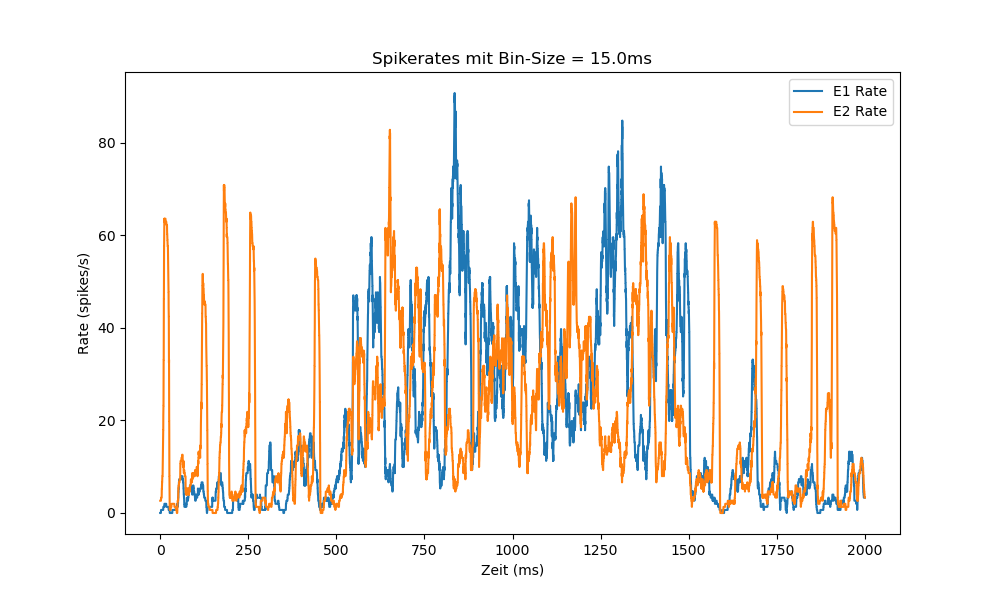 Spikerates mit Bin-Size = 15.0ms
E1 Rate
E2 Rate
80
60
40
20
0
Rate (spikes/s)
0 250 500 750 1000 1250 1500 1750 2000
Zeit (ms)